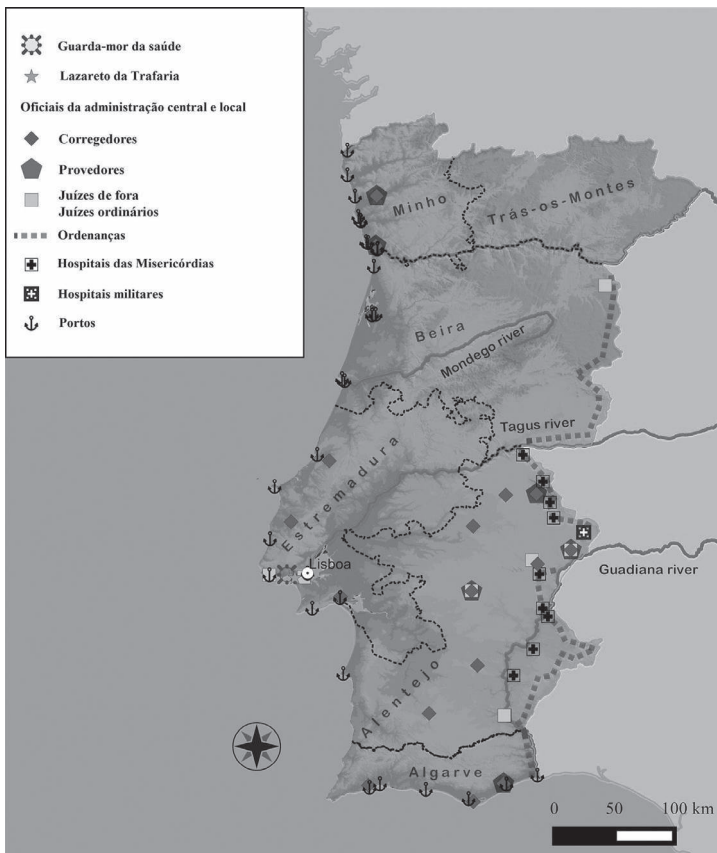 Guarda-mor da saúde
Lazareto da Trafaria
Oficiais da administração central e local
Corregedores
Provedores
Juízes de fora
Juízes ordinários
Ordenanças
Hospitais das Misericórdias
Hospitais militares
Portos
Minho
Trás-os-Montes
Beira
Mondego river
Tagus river
Estremadura
Lisboa
Guadiana river
Alentejo
Algarve
0 50 100 km